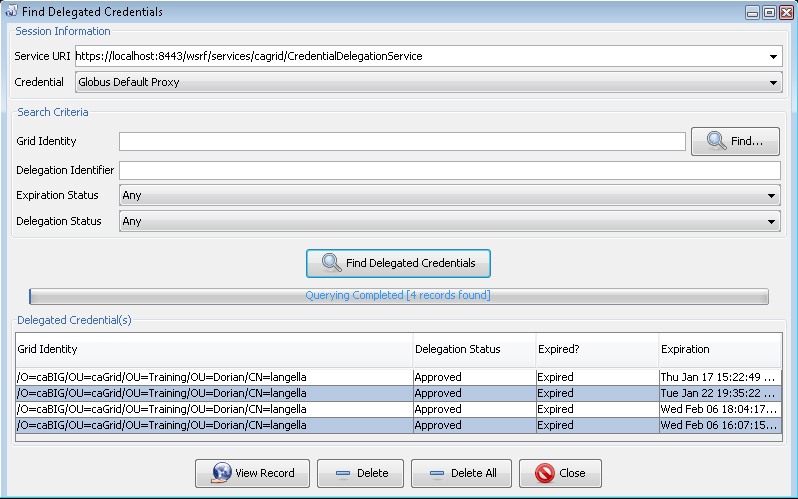 Find Delegated Credentials
Session Information
Service URI https://localhost:8443/wsrf/services/cagrid/CredentialDelegationService
Credential Globus Default Proxy
Search Criteria
Grid Identity Find...
Delegation Identifier
Expiration Status Any
Delegation Status Any
Find Delegated Credentials
Querying Completed [4 records found]
Delegated Credential(s)
Grid Identity Delegation Status Expired? Expiration
/O=caBIG/OU=caGrid/OU=Training/OU=Dorian/CN=langella Approved Expired Thu Jan 17 15:22:49 ...
/O=caBIG/OU=caGrid/OU=Training/OU=Dorian/CN=langella Approved Expired Tue Jan 22 19:35:22 ...
/O=caBIG/OU=caGrid/OU=Training/OU=Dorian/CN=langella Approved Expired Wed Feb 06 18:04:17...
/O=caBIG/OU=caGrid/OU=Training/OU=Dorian/CN=langella Approved Expired Wed Feb 06 16:07:15...
View Record Delete Delete All Close